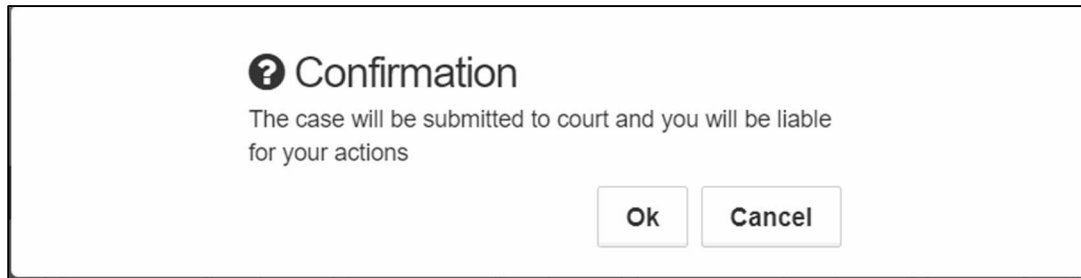 Confirmation
The case will be submitted to court and you will be liable
for your actions
Ok Cancel